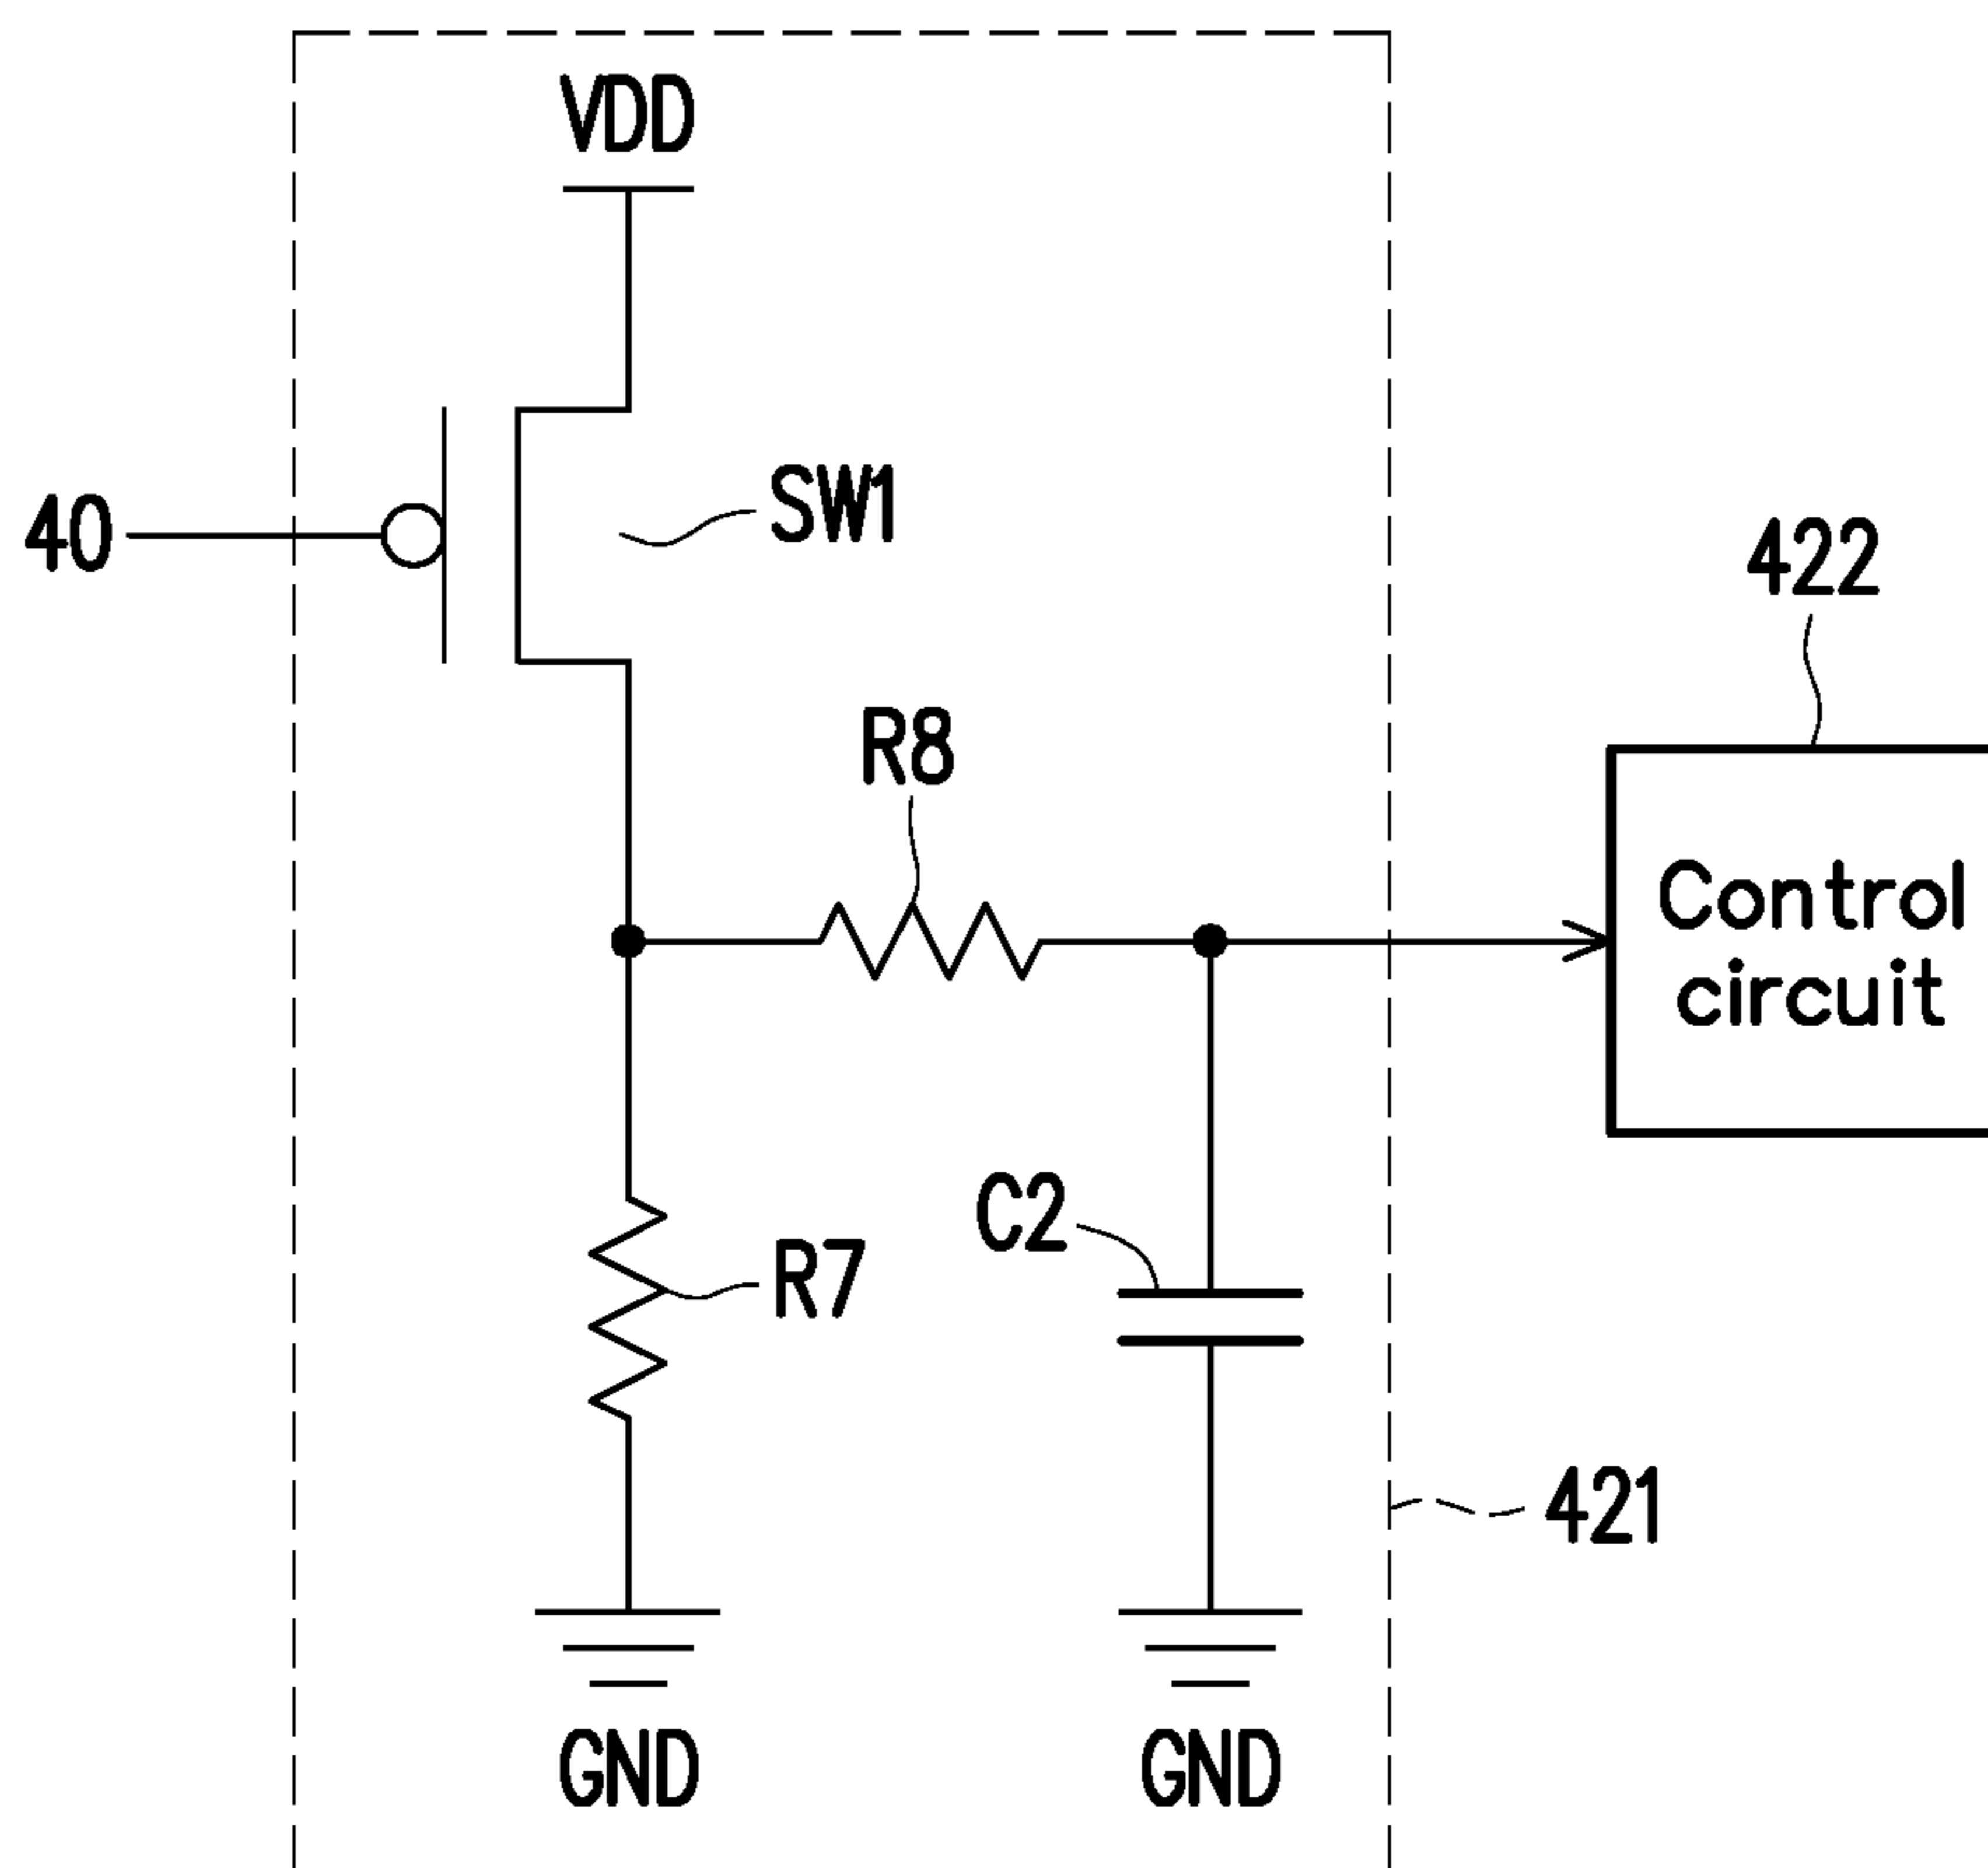 VDD
40
SW1
422
R8
Control
circuit
C2
R7
421
GND
GND